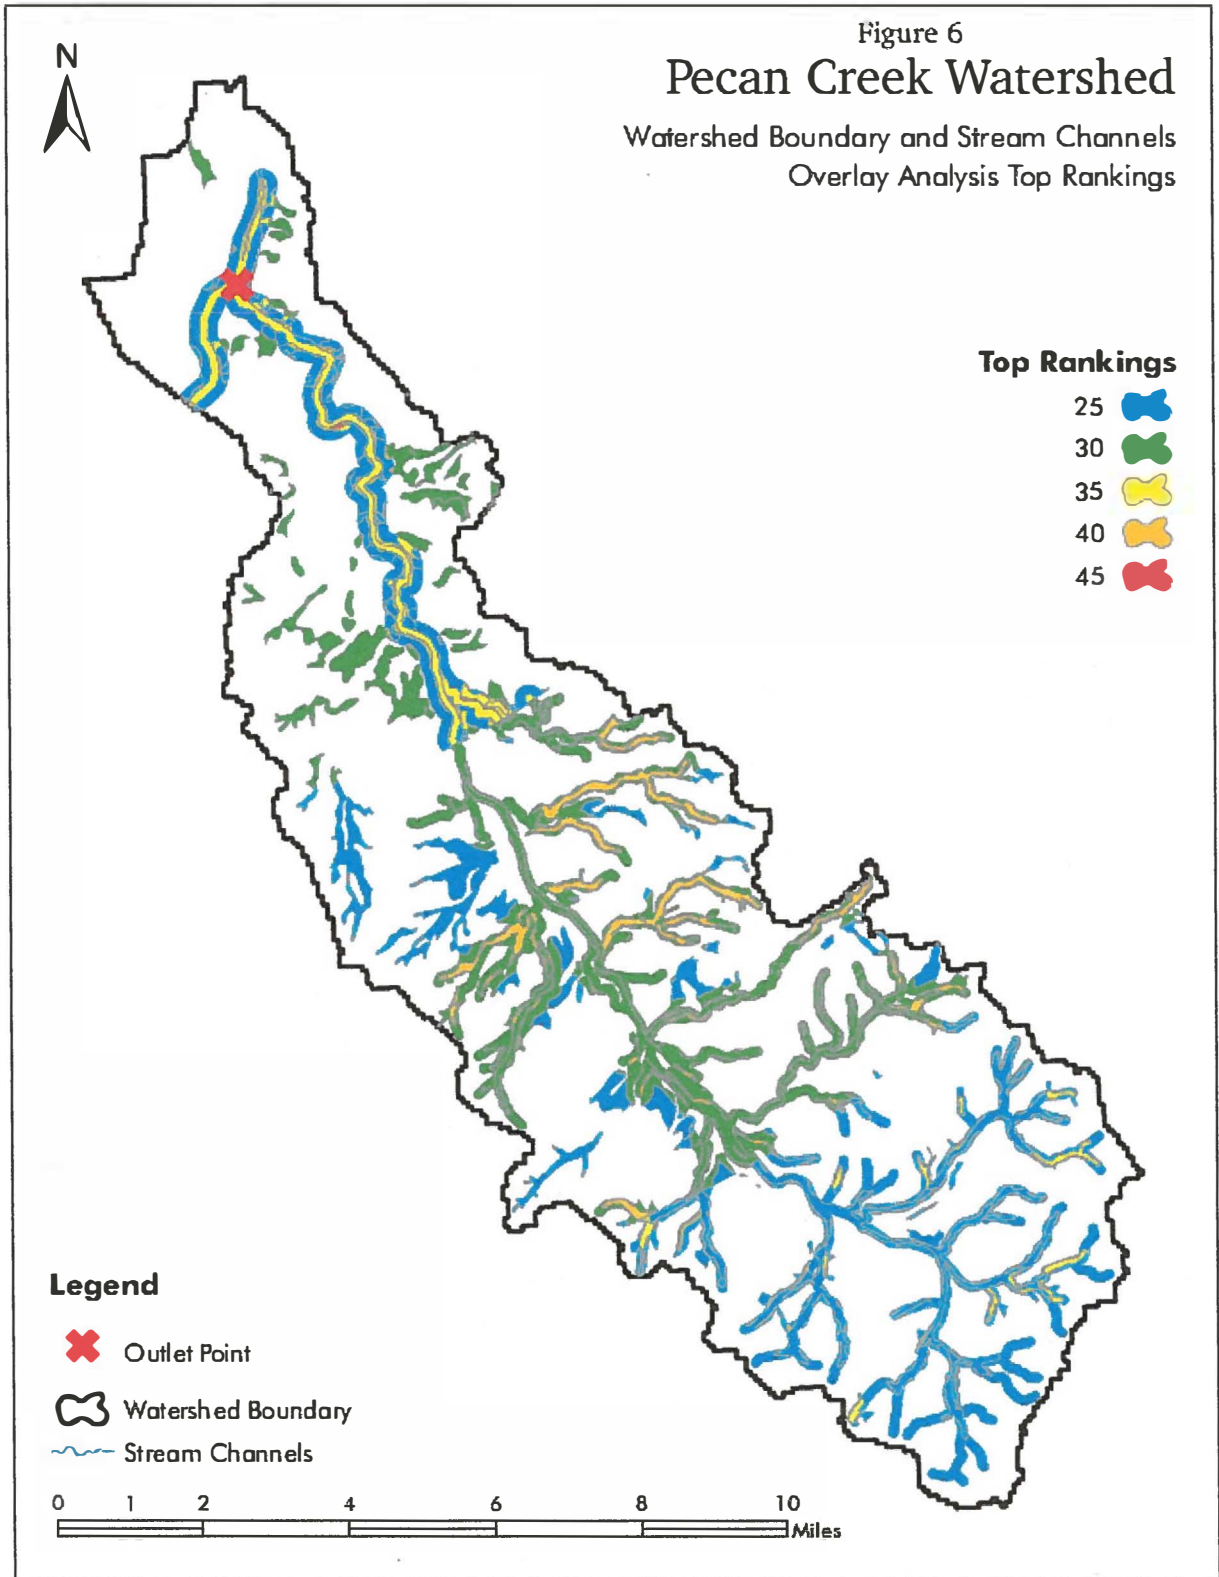 Figure 6
Pecan Creek Watershed
Watershed Boundary and Stream Channels
Overlay Analysis Top Rankings
N
Top Rankings
25
30
35
40
45
Legend
Outlet Point
Watershed Boundary
Stream Channels
0 1 2 4 6 8 10
Miles